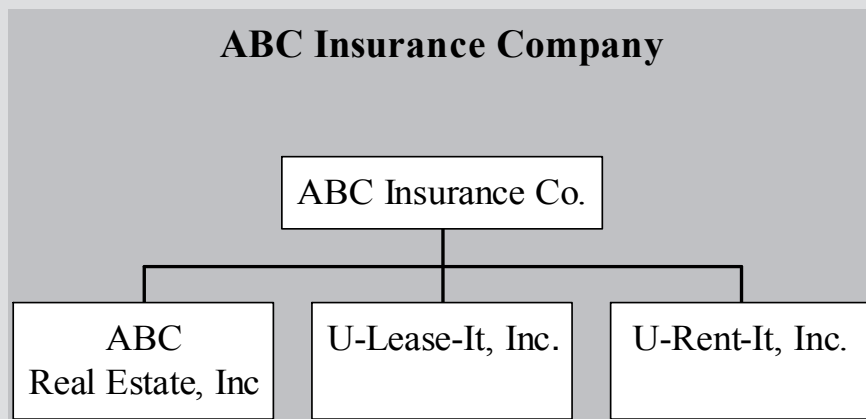 ABC Insurance Company
ABC Insurance Co.
ABC
Real Estate, Inc
U-Lease-It, Inc.
U-Rent-It, Inc.